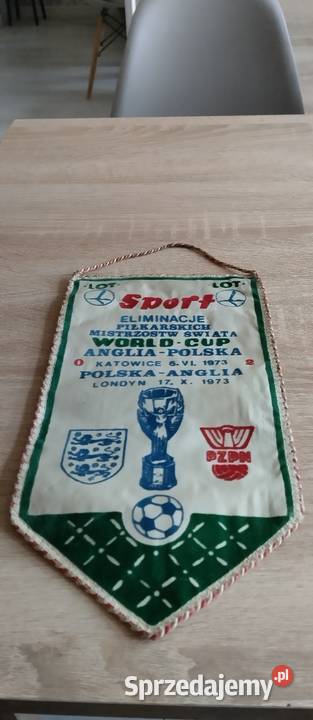 LOT LOT
Sport
ELIMINACJE
PIŁKARSKICH
MISTRZOSTW ŚWIATA
WORLD-CUP
ANGLIA-POLSKA
0 KATOWICE 6.VI.1973 2
POLSKA-ANGLIA
LONDYN 17.X.1973
PZPN
Sprzedajemy.pl